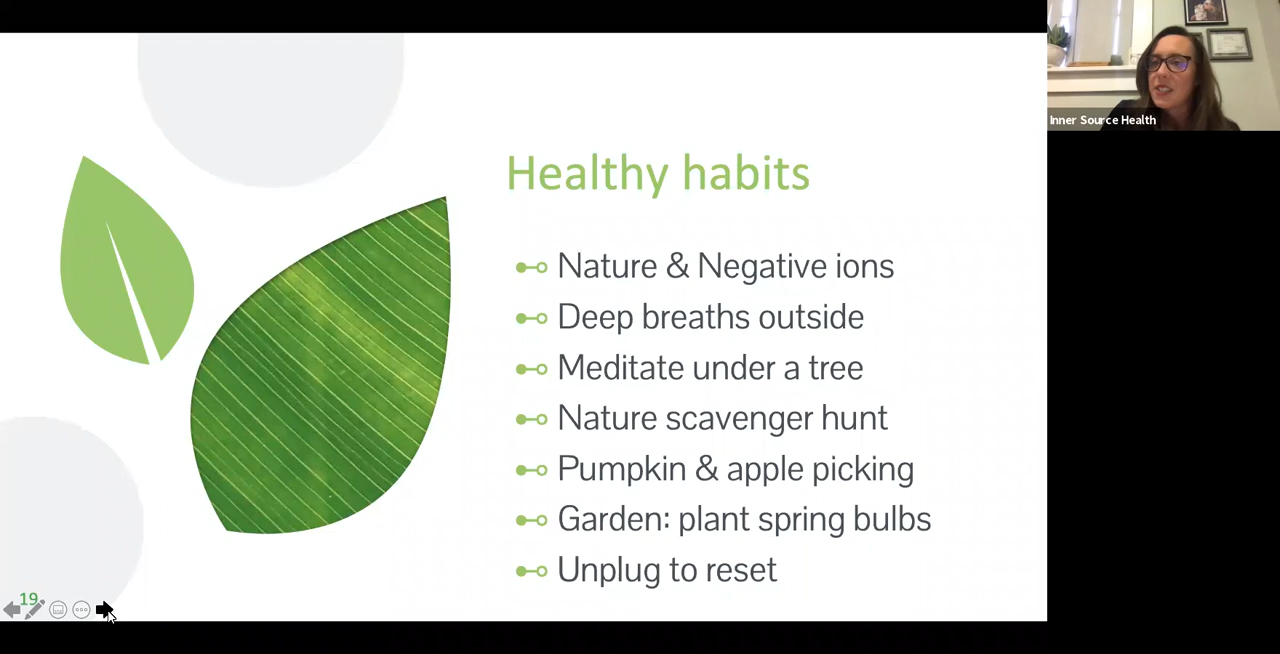 Healthy habits
Nature & Negative ions
Deep breaths outside
Meditate under a tree
Nature scavenger hunt
Pumpkin & apple picking
Garden: plant spring bulbs
Unplug to reset
19
Inner Source Health